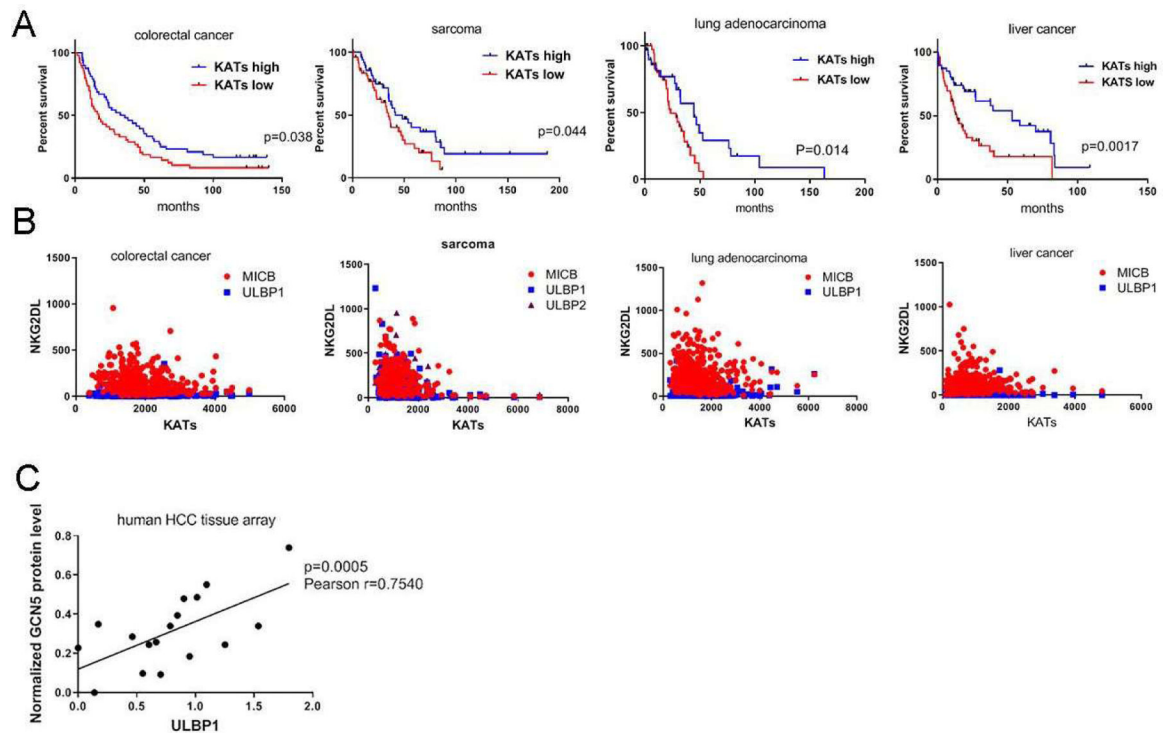 A
colorectal cancer
Percent survival
100
50
0
KATs high
KATs low
p=0.038
0 50 100 150
months
sarcoma
Percent survival
100
50
0
KATs high
KATs low
p=0.044
0 50 100 150 200
months
lung adenocarcinoma
Percent survival
100
50
0
KATs high
KATs low
P=0.014
0 50 100 150 200
months
liver cancer
Percent survival
100
50
0
KATs high
KATS low
p=0.0017
0 50 100 150
months
B
colorectal cancer
NKG2DL
1500
1000
500
0
MICB
ULBP1
0 2000 4000 6000
KATs
sarcoma
NKG2DL
1500
1000
500
0
MICB
ULBP1
ULBP2
0 2000 4000 6000 8000
KATs
lung adenocarcinoma
NKG2DL
1500
1000
500
0
MICB
ULBP1
0 2000 4000 6000 8000
KATs
liver cancer
NKG2DL
1500
1000
500
0
MICB
ULBP1
0 2000 4000 6000
KATs
C
human HCC tissue array
Normalized GCN5 protein level
0.8
0.6
0.4
0.2
0.0
p=0.0005
Pearson r=0.7540
0.0 0.5 1.0 1.5 2.0
ULBP1